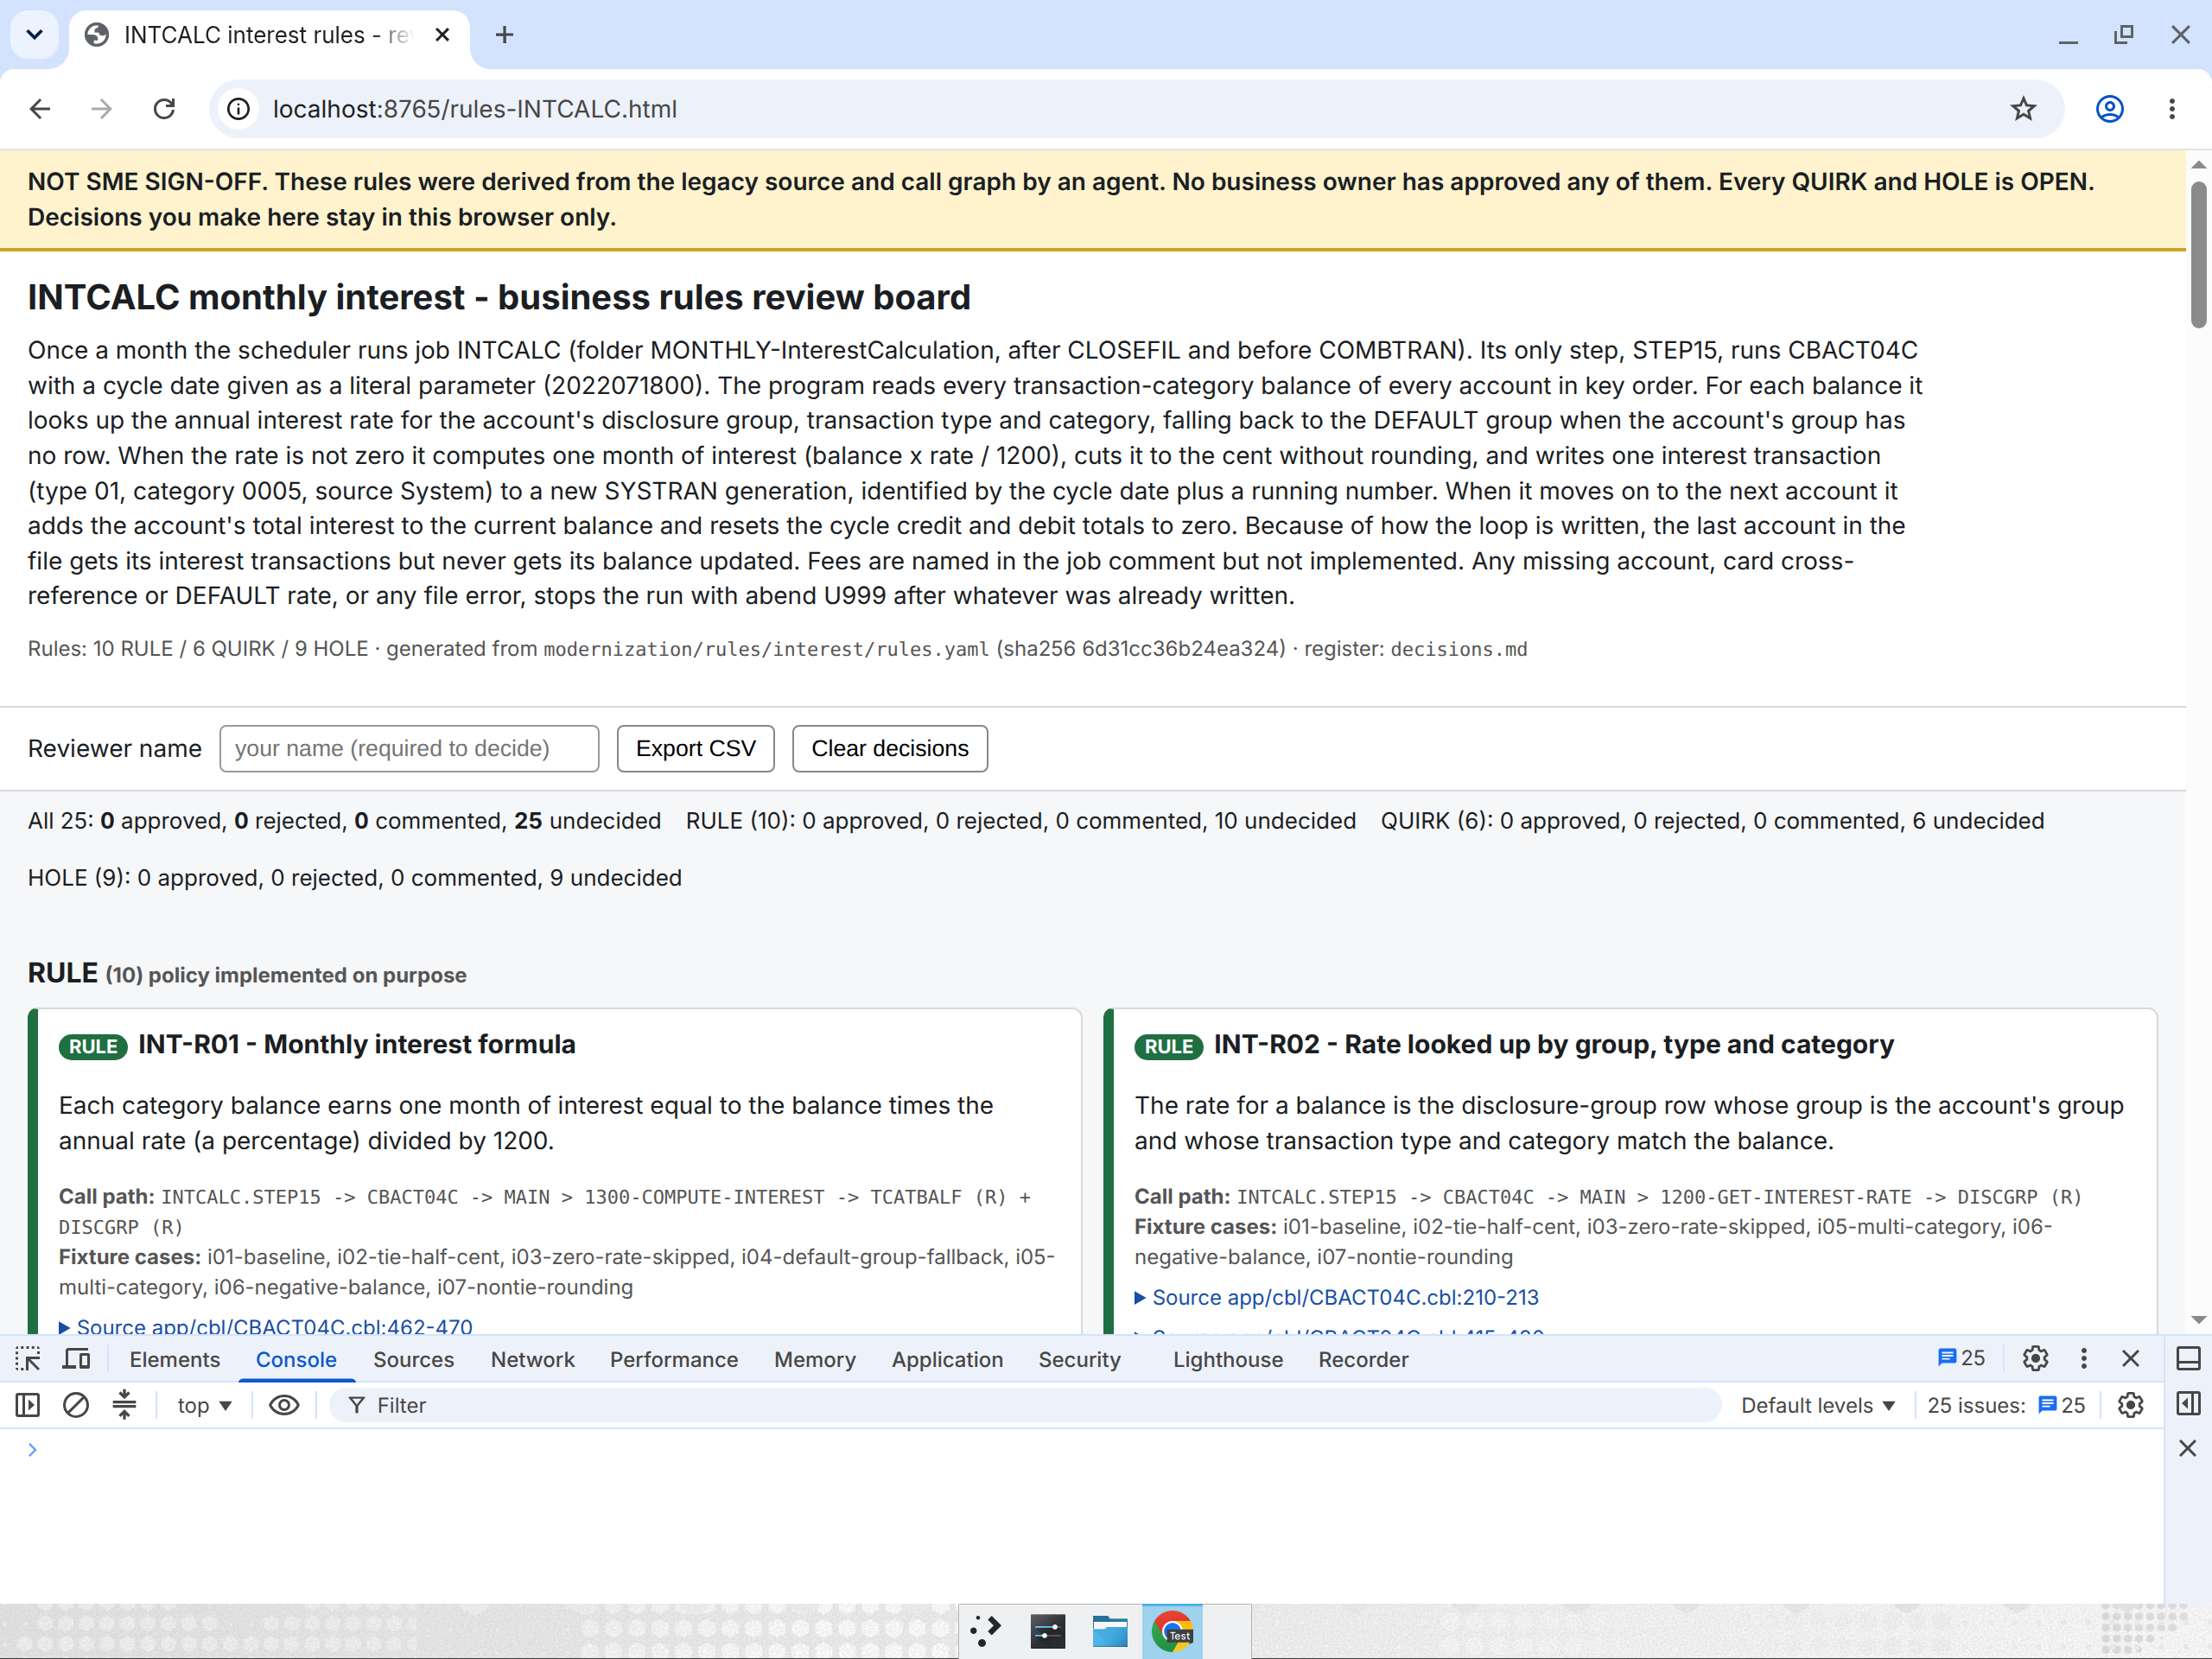 INTCALC interest rules - re
localhost:8765/rules-INTCALC.html
NOT SME SIGN-OFF. These rules were derived from the legacy source and call graph by an agent. No business owner has approved any of them. Every QUIRK and HOLE is OPEN.
Decisions you make here stay in this browser only.
INTCALC monthly interest - business rules review board
Once a month the scheduler runs job INTCALC (folder MONTHLY-InterestCalculation, after CLOSEFIL and before COMBTRAN). Its only step, STEP15, runs CBACT04C
with a cycle date given as a literal parameter (2022071800). The program reads every transaction-category balance of every account in key order. For each balance it
looks up the annual interest rate for the account's disclosure group, transaction type and category, falling back to the DEFAULT group when the account's group has
no row. When the rate is not zero it computes one month of interest (balance x rate / 1200), cuts it to the cent without rounding, and writes one interest transaction
(type 01, category 0005, source System) to a new SYSTRAN generation, identified by the cycle date plus a running number. When it moves on to the next account it
adds the account's total interest to the current balance and resets the cycle credit and debit totals to zero. Because of how the loop is written, the last account in the
file gets its interest transactions but never gets its balance updated. Fees are named in the job comment but not implemented. Any missing account, card cross-
reference or DEFAULT rate, or any file error, stops the run with abend U999 after whatever was already written.
Rules: 10 RULE / 6 QUIRK / 9 HOLE · generated from modernization/rules/interest/rules.yaml (sha256 6d31cc36b24ea324) · register: decisions.md
Reviewer name your name (required to decide) Export CSV Clear decisions
All 25: 0 approved, 0 rejected, 0 commented, 25 undecided RULE (10): 0 approved, 0 rejected, 0 commented, 10 undecided QUIRK (6): 0 approved, 0 rejected, 0 commented, 6 undecided
HOLE (9): 0 approved, 0 rejected, 0 commented, 9 undecided
RULE (10) policy implemented on purpose
RULE INT-R01 - Monthly interest formula
Each category balance earns one month of interest equal to the balance times the
annual rate (a percentage) divided by 1200.
Call path: INTCALC.STEP15 -> CBACT04C -> MAIN > 1300-COMPUTE-INTEREST -> TCATBALF (R) +
DISCGRP (R)
Fixture cases: i01-baseline, i02-tie-half-cent, i03-zero-rate-skipped, i04-default-group-fallback, i05-
multi-category, i06-negative-balance, i07-nontie-rounding
Source app/cbl/CBACT04C.cbl:462-470
RULE INT-R02 - Rate looked up by group, type and category
The rate for a balance is the disclosure-group row whose group is the account's group
and whose transaction type and category match the balance.
Call path: INTCALC.STEP15 -> CBACT04C -> MAIN > 1200-GET-INTEREST-RATE -> DISCGRP (R)
Fixture cases: i01-baseline, i02-tie-half-cent, i03-zero-rate-skipped, i05-multi-category, i06-
negative-balance, i07-nontie-rounding
Source app/cbl/CBACT04C.cbl:210-213
Elements Console Sources Network Performance Memory Application Security Lighthouse Recorder 25
top Filter Default levels 25 issues: 25
Test